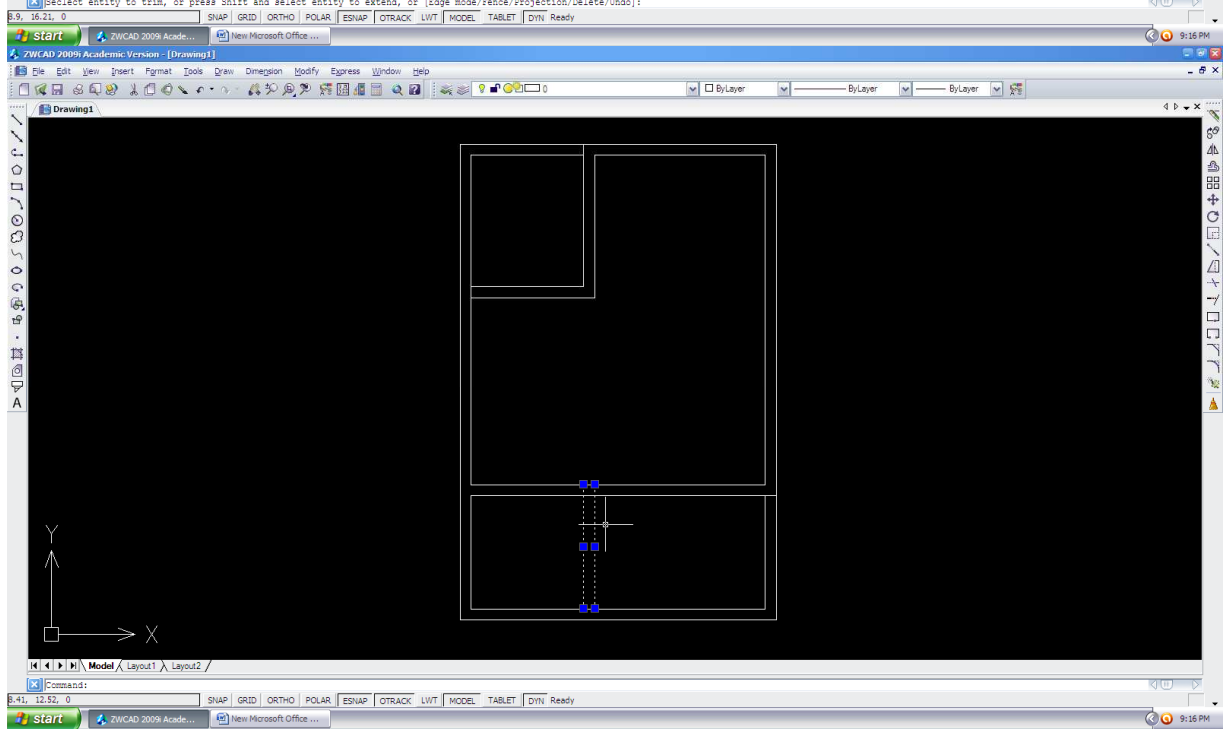 Seclect entity to trim, or press Shift and select entity to extend, or [Edge mode/Fence/Projection/Delete/Undo]:
8.9, 16.21, 0 SNAP GRID ORTHO POLAR ESNAP OTRACK LWT MODEL TABLET DYN Ready
start ZWCAD 2009i Acade... New Microsoft Office ... 9:16 PM
ZWCAD 2009i Academic Version - [Drawing1]
File Edit View Insert Format Tools Draw Dimension Modify Express Window Help
0 ByLayer ByLayer ByLayer
Drawing1
A
Y
X
Model Layout1 Layout2
Command:
8.41, 12.52, 0 SNAP GRID ORTHO POLAR ESNAP OTRACK LWT MODEL TABLET DYN Ready
start ZWCAD 2009i Acade... New Microsoft Office ... 9:16 PM